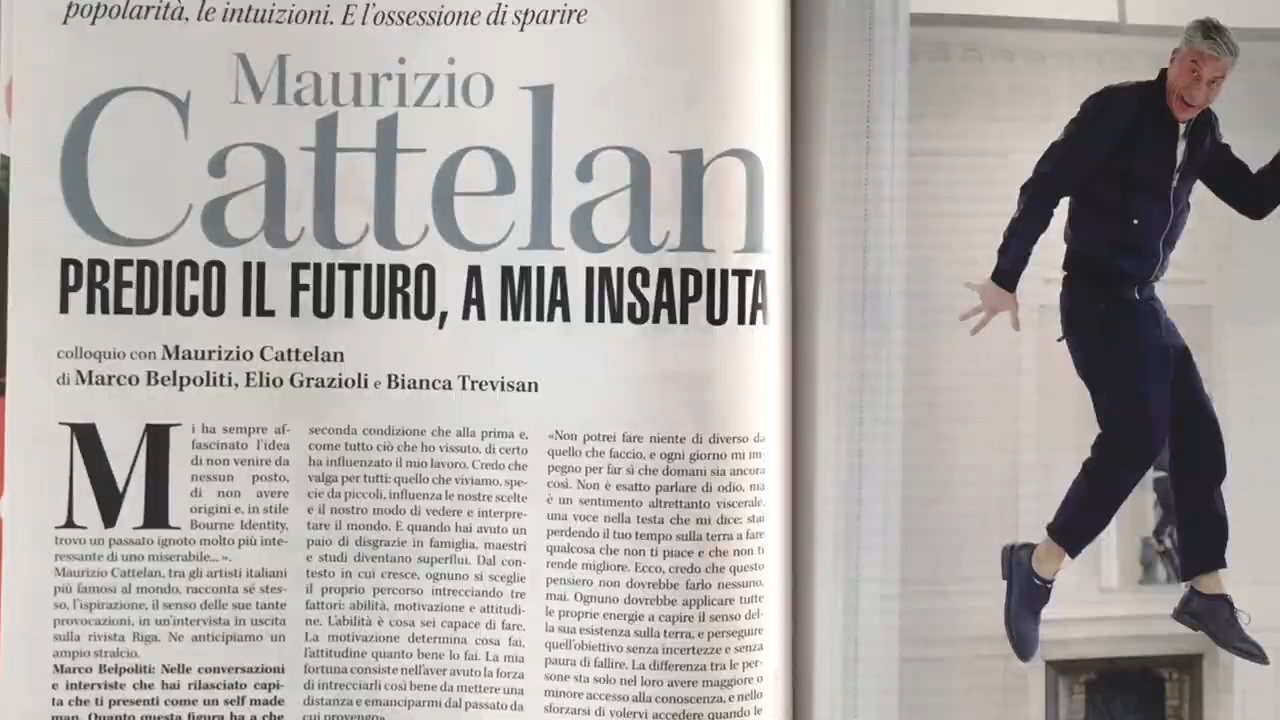 popolarità, le intuizioni. E l'ossessione di sparire
Maurizio
Cattelan
PREDICO IL FUTURO, A MIA INSAPUTA
colloquio con Maurizio Cattelan
di Marco Belpoliti, Elio Grazioli e Bianca Trevisan
Mi ha sempre af-
fascinato l'idea
di non venire da
nessun posto,
di non avere
origini e, in stile
Bourne Identity,
trovo un passato ignoto molto più inte-
ressante di uno miserabile... ».
Maurizio Cattelan, tra gli artisti italiani
più famosi al mondo, racconta sé stes-
so, l'ispirazione, il senso delle sue tante
provocazioni, in un'intervista in uscita
sulla rivista Riga. Ne anticipiamo un
ampio stralcio.
Marco Belpoliti: Nelle conversazioni
e interviste che hai rilasciato capi-
ta che ti presenti come un self made
man. Quanto questa figura ha a che
seconda condizione che alla prima e,
come tutto ciò che ho vissuto, di certo
ha influenzato il mio lavoro. Credo che
valga per tutti: quello che viviamo, spe-
cie da piccoli, influenza le nostre scelte
e il nostro modo di vedere e interpre-
tare il mondo. E quando hai avuto un
paio di disgrazie in famiglia, maestri
e studi diventano superflui. Dal con-
testo in cui cresce, ognuno si sceglie
il proprio percorso intrecciando tre
fattori: abilità, motivazione e attitudi-
ne. L'abilità è cosa sei capace di fare.
La motivazione determina cosa fai,
l'attitudine quanto bene lo fai. La mia
fortuna consiste nell'aver avuto la forza
di intrecciarli così bene da mettere una
distanza e emanciparmi dal passato da
cui provengo».
«Non potrei fare niente di diverso da
quello che faccio, e ogni giorno mi im-
pegno per far sì che domani sia ancora
così. Non è esatto parlare di odio, ma
è un sentimento altrettanto viscerale,
una voce nella testa che mi dice: stai
perdendo il tuo tempo sulla terra a fare
qualcosa che non ti piace e che non ti
rende migliore. Ecco, credo che questo
pensiero non dovrebbe farlo nessuno,
mai. Ognuno dovrebbe applicare tutte
le proprie energie a capire il senso del-
la sua esistenza sulla terra, e perseguire
quell'obiettivo senza incertezze e senza
paura di fallire. La differenza tra le per-
sone sta solo nel loro avere maggiore o
minore accesso alla conoscenza, e nello
sforzarsi di volervi accedere quando le